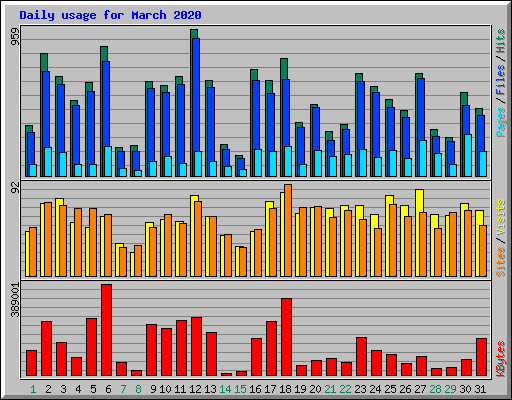 Daily usage for March 2020
959
Pages / Files / Hits
92
Sites / Visits
389001
KBytes
1 2 3 4 5 6 7 8 9 10 11 12 13 14 15 16 17 18 19 20 21 22 23 24 25 26 27 28 29 30 31